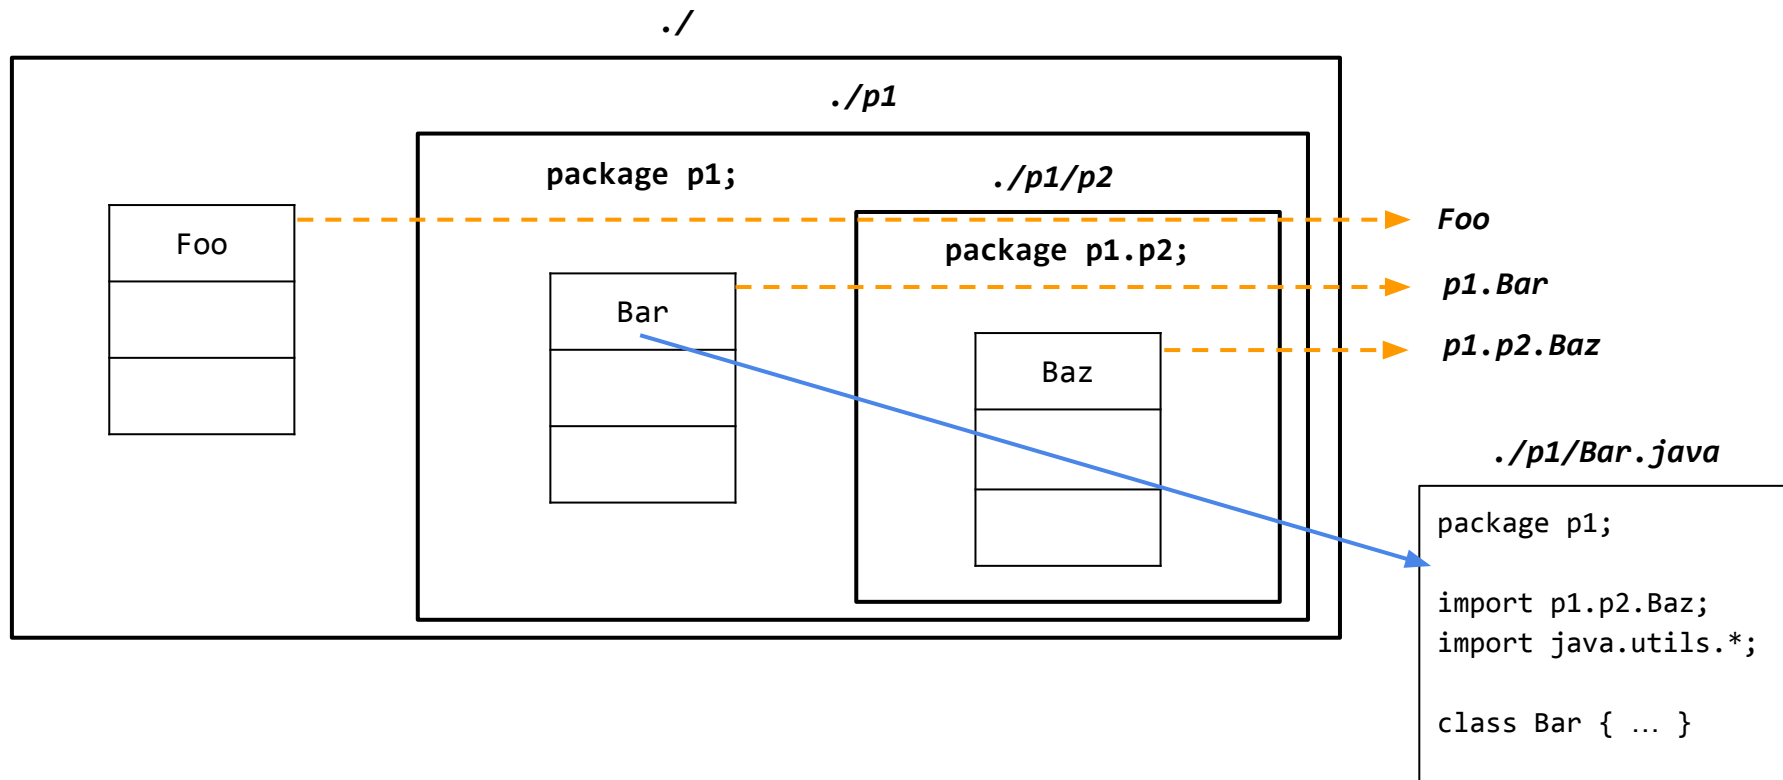 ./
./p1
package p1;
./p1/p2
Foo
Foo
package p1.p2;
Bar
p1.Bar
Baz
p1.p2.Baz
./p1/Bar.java
package p1;
import p1.p2.Baz;
import java.utils.*;
class Bar { … }